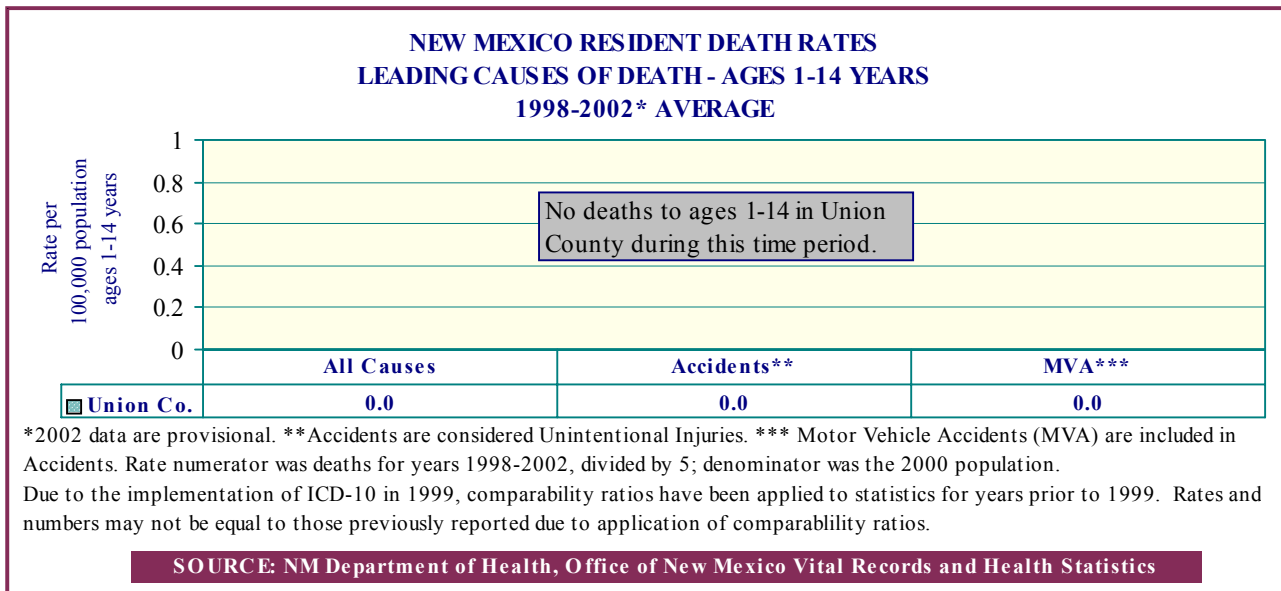 NEW MEXICO RESIDENT DEATH RATES
LEADING CAUSES OF DEATH - AGES 1-14 YEARS
1998-2002* AVERAGE
Rate per
100,000 population
ages 1-14 years
1
0.8
0.6
0.4
0.2
0
No deaths to ages 1-14 in Union
County during this time period.
All Causes Accidents** MVA***
Union Co. 0.0 0.0 0.0
*2002 data are provisional. **Accidents are considered Unintentional Injuries. *** Motor Vehicle Accidents (MVA) are included in
Accidents. Rate numerator was deaths for years 1998-2002, divided by 5; denominator was the 2000 population.
Due to the implementation of ICD-10 in 1999, comparability ratios have been applied to statistics for years prior to 1999. Rates and
numbers may not be equal to those previously reported due to application of comparablility ratios.
SOURCE: NM Department of Health, Office of New Mexico Vital Records and Health Statistics